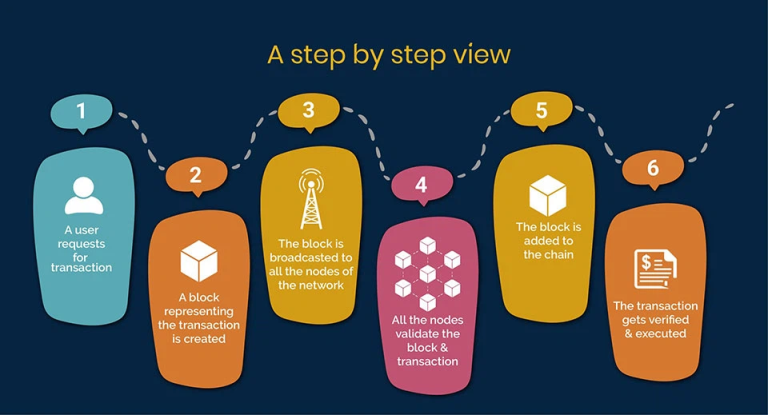 A step by step view
1
A user
requests
for
transaction
2
A block
representing
the transaction
is created
3
The block is
broadcasted to
all the nodes of
the network
4
All the nodes
validate the
block &
transaction
5
The block is
added to
the chain
6
$
The transaction
gets verified
& executed